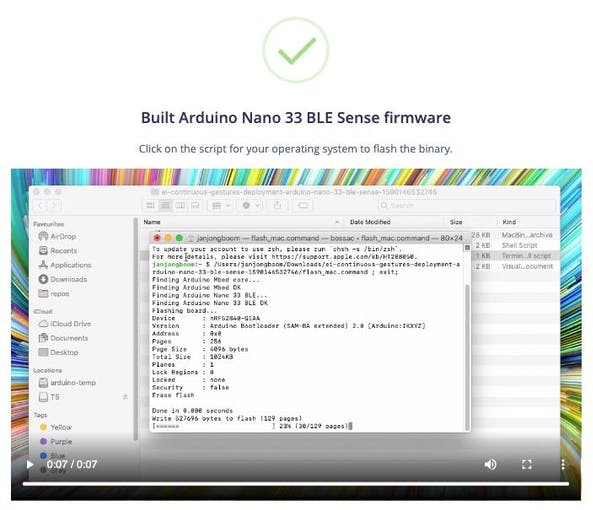 Built Arduino Nano 33 BLE Sense firmware
Click on the script for your operating system to flash the binary.
ei-continuous-gestures-deployment-arduino-nano-33-ble-sense-1590146532746
Search
Favourites
AirDrop
Recents
Applications
Downloads
repos
iCloud
iCloud Drive
Documents
Desktop
Locations
arduino-temp
TS
Tags
Yellow
Purple
Blue
Gray
Name Date Modified Size Kind
KB MacBin...archive
2 KB Shell Script
1 KB Termin...ll script
2 KB Visual...ocument
janjongboom — flash_mac.command — bossac • flash_mac.command — 80×24
To update your account to use zsh, please run `chsh -s /bin/zsh`.
For more details, please visit https://support.apple.com/kb/HT208050.
janjongboom:~ $ /Users/janjongboom/Downloads/ei-continuous-gestures-deployment-a
rduino-nano-33-ble-sense-1590146532746/flash_mac.command ; exit;
Finding Arduino Mbed core...
Finding Arduino Mbed OK
Finding Arduino Nano 33 BLE...
Finding Arduino Nano 33 BLE OK
Flashing board...
Device : nRF52840-QIAA
Version : Arduino Bootloader (SAM-BA extended) 2.0 [Arduino:IKXYZ]
Address : 0x0
Pages : 256
Page Size : 4096 bytes
Total Size : 1024KB
Planes : 1
Lock Regions : 0
Locked : none
Security : false
Erase flash
Done in 0.000 seconds
Write 527696 bytes to flash (129 pages)
[====== ] 23% (30/129 pages)
0:07 / 0:07